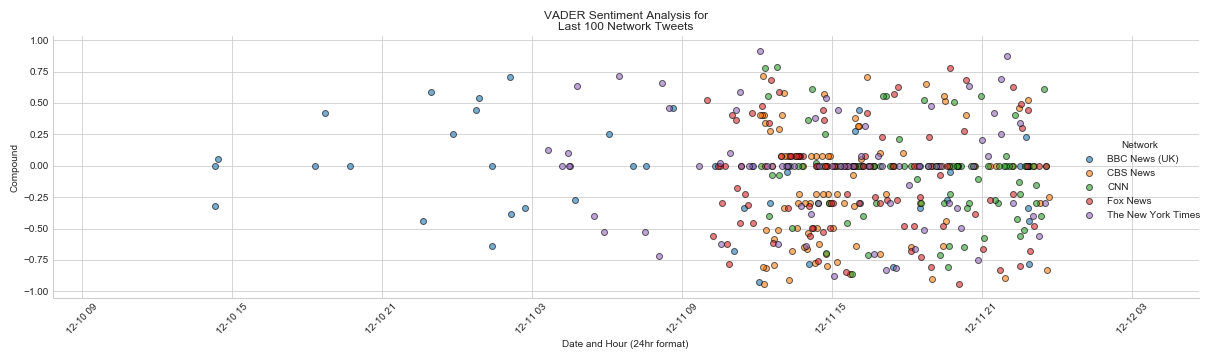 VADER Sentiment Analysis for
Last 100 Network Tweets
Compound
1.00
0.75
0.50
0.25
0.00
−0.25
−0.50
−0.75
−1.00
12-10 09
12-10 15
12-10 21
12-11 03
12-11 09
12-11 15
12-11 21
12-12 03
Date and Hour (24hr format)
Network
BBC News (UK)
CBS News
CNN
Fox News
The New York Times